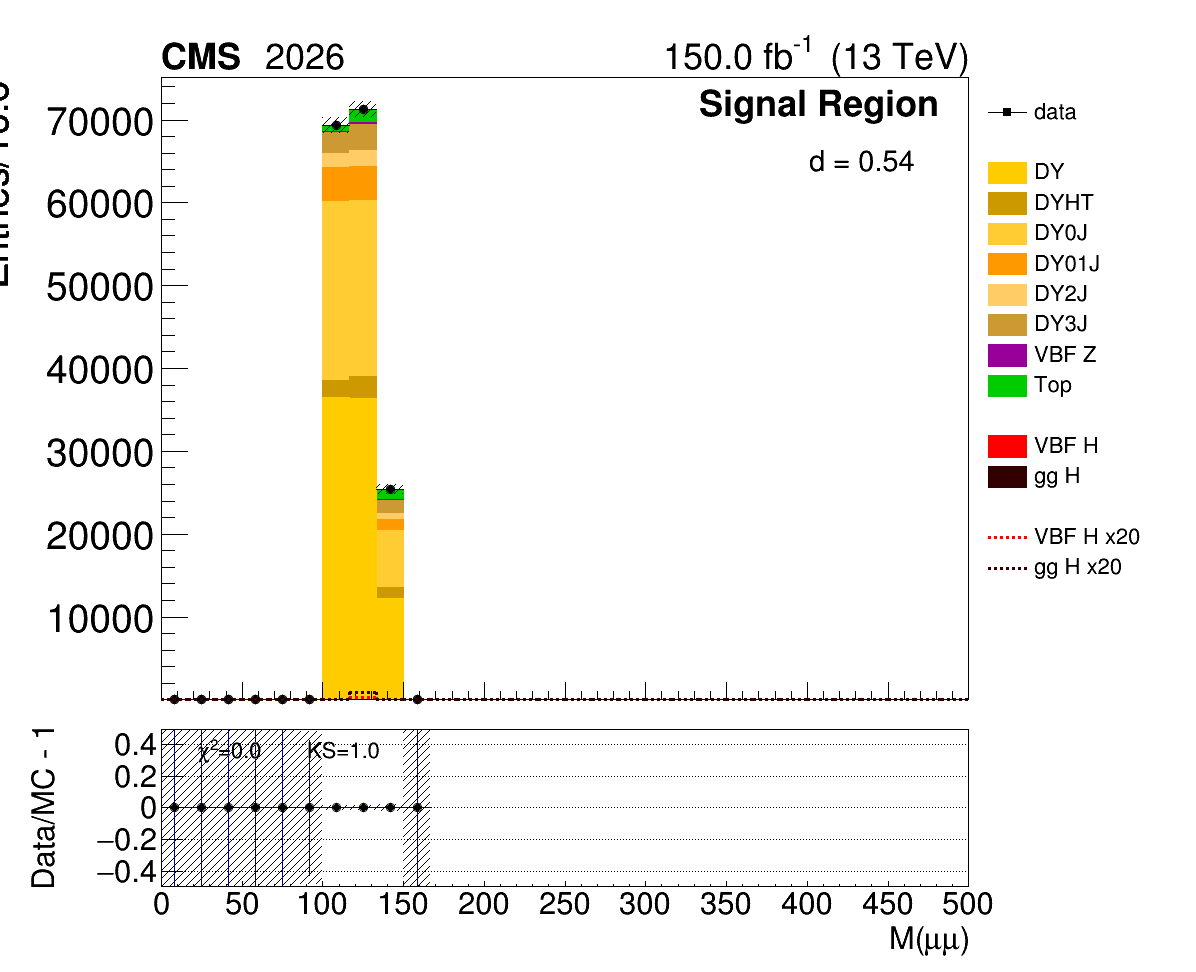 CMS 2026 150.0 fb-1 (13 TeV)
Signal Region
d = 0.54
70000
60000
50000
40000
30000
20000
10000
data
DY
DYHT
DY0J
DY01J
DY2J
DY3J
VBF Z
Top
VBF H
gg H
VBF H x20
gg H x20
Data/MC - 1
χ2=0.0 KS=1.0
0.4
0.2
0
−0.2
−0.4
0 50 100 150 200 250 300 350 400 450 500
M(μμ)